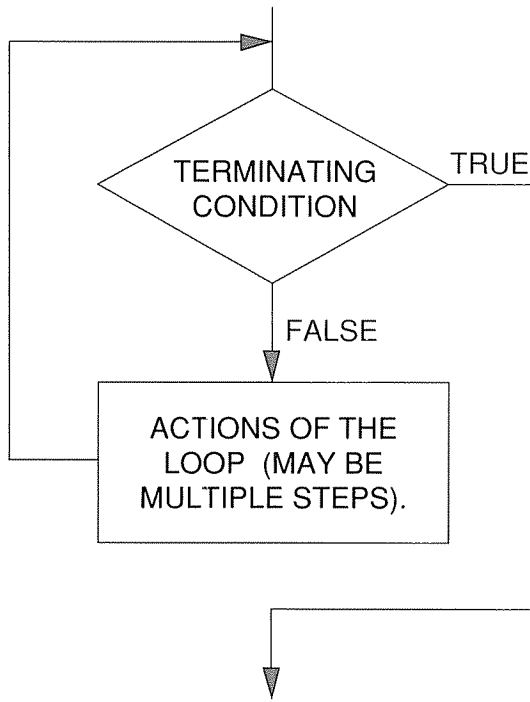 TERMINATING
CONDITION
TRUE
FALSE
ACTIONS OF THE
LOOP (MAY BE
MULTIPLE STEPS).